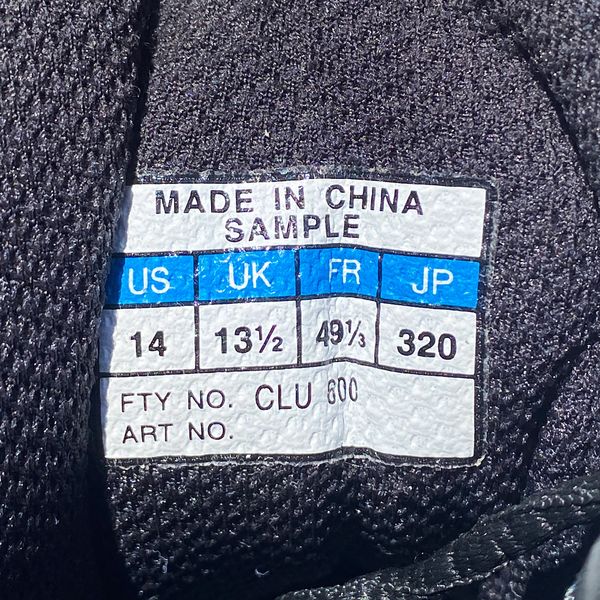 MADE IN CHINA
SAMPLE
US UK FR JP
14 13½ 49⅓ 320
FTY NO. CLU 600
ART NO.